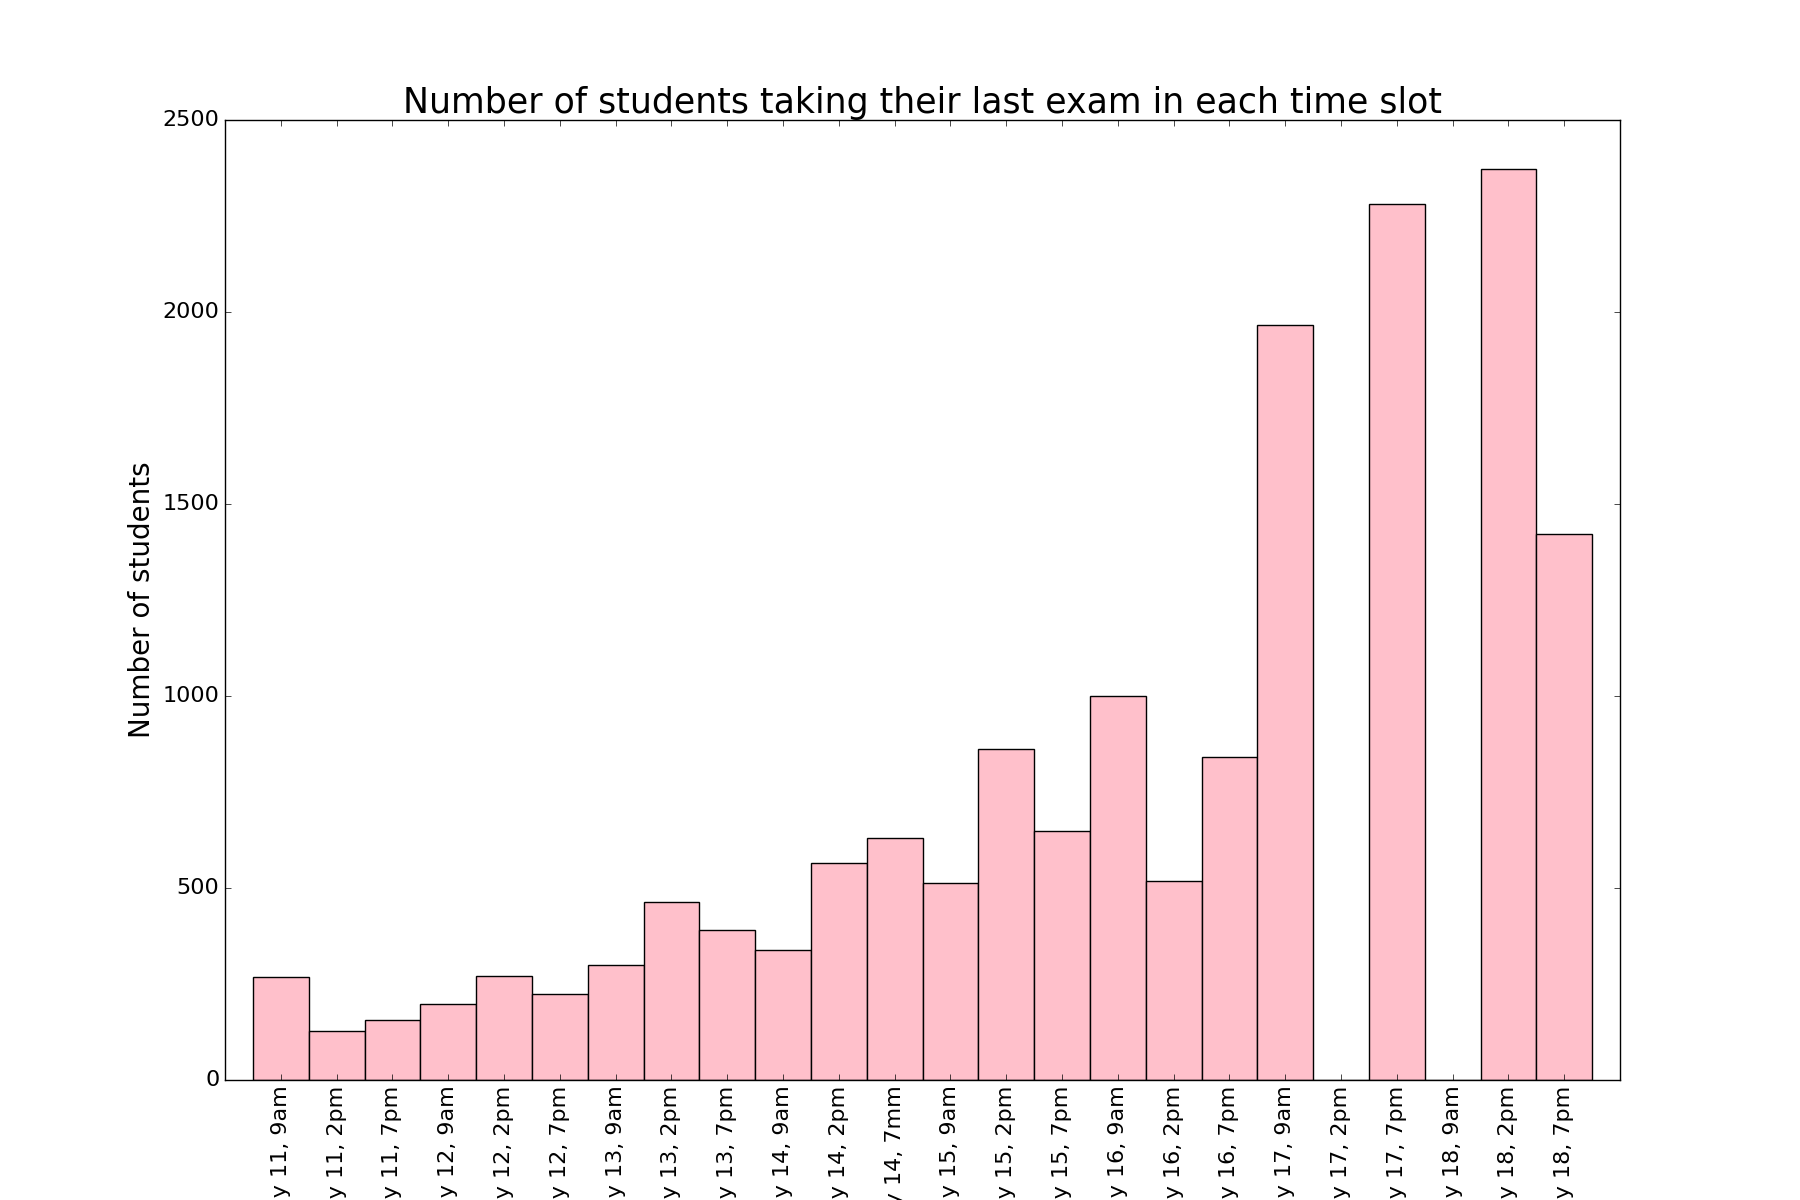 Number of students taking their last exam in each time slot
Number of students
2500
2000
1500
1000
500
0
y 11, 9am
y 11, 2pm
y 11, 7pm
y 12, 9am
y 12, 2pm
y 12, 7pm
y 13, 9am
y 13, 2pm
y 13, 7pm
y 14, 9am
y 14, 2pm
y 14, 7mm
y 15, 9am
y 15, 2pm
y 15, 7pm
y 16, 9am
y 16, 2pm
y 16, 7pm
y 17, 9am
y 17, 2pm
y 17, 7pm
y 18, 9am
y 18, 2pm
y 18, 7pm